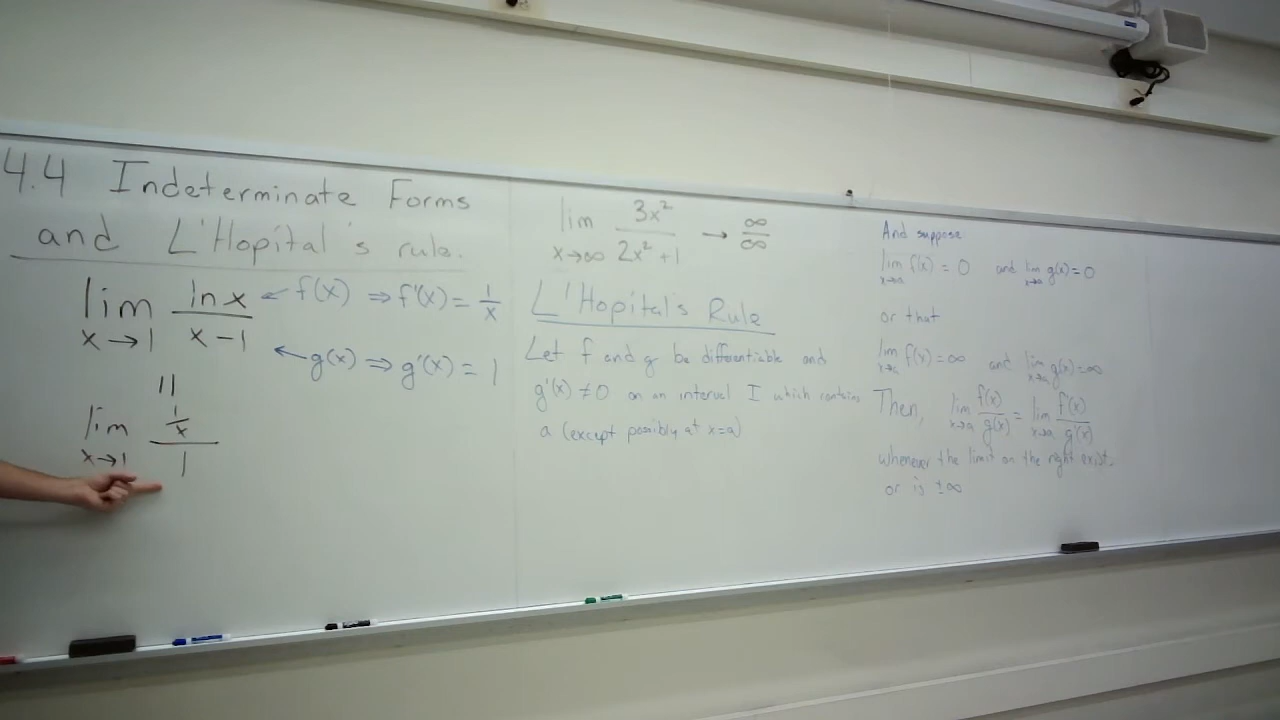 4.4 Indeterminate Forms
and L'Hopital's rule.
lim x→1 ln x / x-1 ← f(x) ⇒ f'(x) = 1/x
← g(x) ⇒ g'(x) = 1
||
lim x→1 1/x / 1
lim x→∞ 3x² / 2x²+1 → ∞/∞
L'Hopital's Rule
Let f and g be differentiable and
g'(x) ≠ 0 on an interval I which contains
a (except possibly at x=a)
And suppose
lim x→a f(x) = 0 and lim x→a g(x) = 0
or that
lim x→a f(x) = ∞ and lim x→a g(x) = ∞
Then, lim x→a f(x)/g(x) = lim x→a f'(x)/g'(x)
whenever the limit on the right exist.
or is ±∞